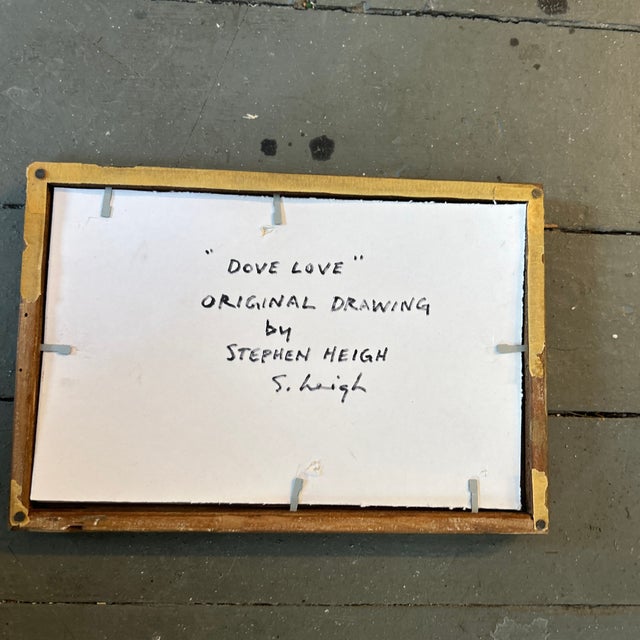 "DOVE LOVE"
ORIGINAL DRAWING
by
STEPHEN HEIGH
S. Heigh